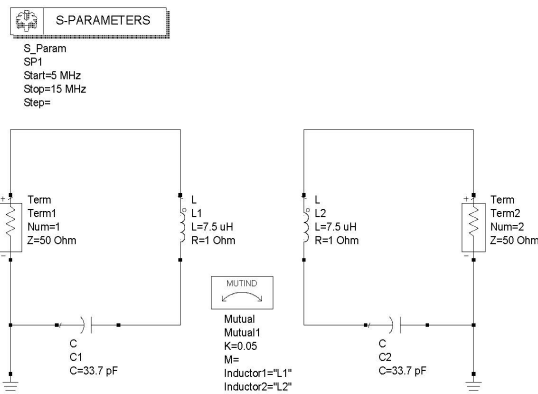 S-PARAMETERS
S_Param
SP1
Start=5 MHz
Stop=15 MHz
Step=
Term
Term1
Num=1
Z=50 Ohm
L
L1
L=7.5 uH
R=1 Ohm
L
L2
L=7.5 uH
R=1 Ohm
Term
Term2
Num=2
Z=50 Ohm
MUTIND
Mutual
Mutual1
K=0.05
M=
Inductor1="L1"
Inductor2="L2"
C
C1
C=33.7 pF
C
C2
C=33.7 pF